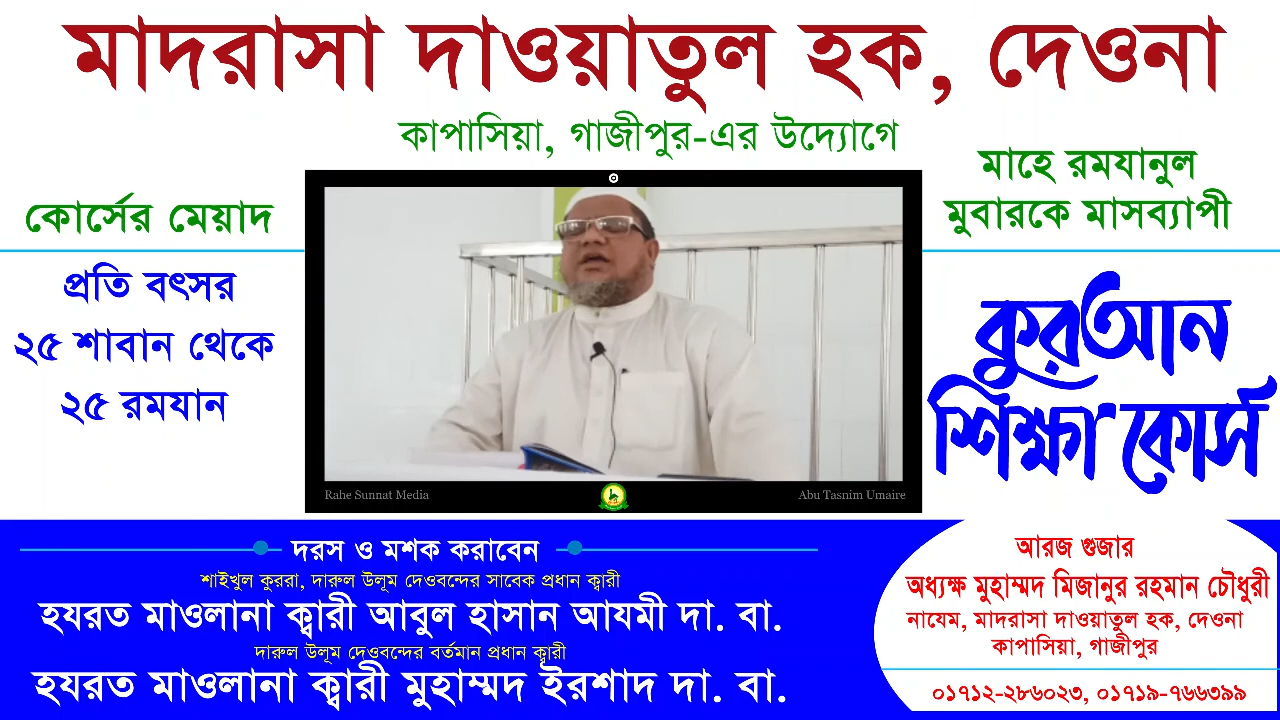 মাদরাসা দাওয়াতুল হক, দেওনা
কাপাসিয়া, গাজীপুর-এর উদ্যোগে
মাহে রমযানুল
মুবারকে মাসব্যাপী
কুরআন
শিক্ষা কোর্স
কোর্সের মেয়াদ
প্রতি বৎসর
২৫ শাবান থেকে
২৫ রমযান
Rahe Sunnat Media
Abu Tasnim Umaire
দরস ও মশক করাবেন
শাইখুল কুররা, দারুল উলূম দেওবন্দের সাবেক প্রধান ক্বারী
হযরত মাওলানা ক্বারী আবুল হাসান আযমী দা. বা.
দারুল উলূম দেওবন্দের বর্তমান প্রধান ক্বারী
হযরত মাওলানা ক্বারী মুহাম্মদ ইরশাদ দা. বা.
আরজ গুজার
অধ্যক্ষ মুহাম্মদ মিজানুর রহমান চৌধুরী
নাযেম, মাদরাসা দাওয়াতুল হক, দেওনা
কাপাসিয়া, গাজীপুর
০১৭১২-২৮৬০২৩, ০১৭১৯-৭৬৬৩৯৯